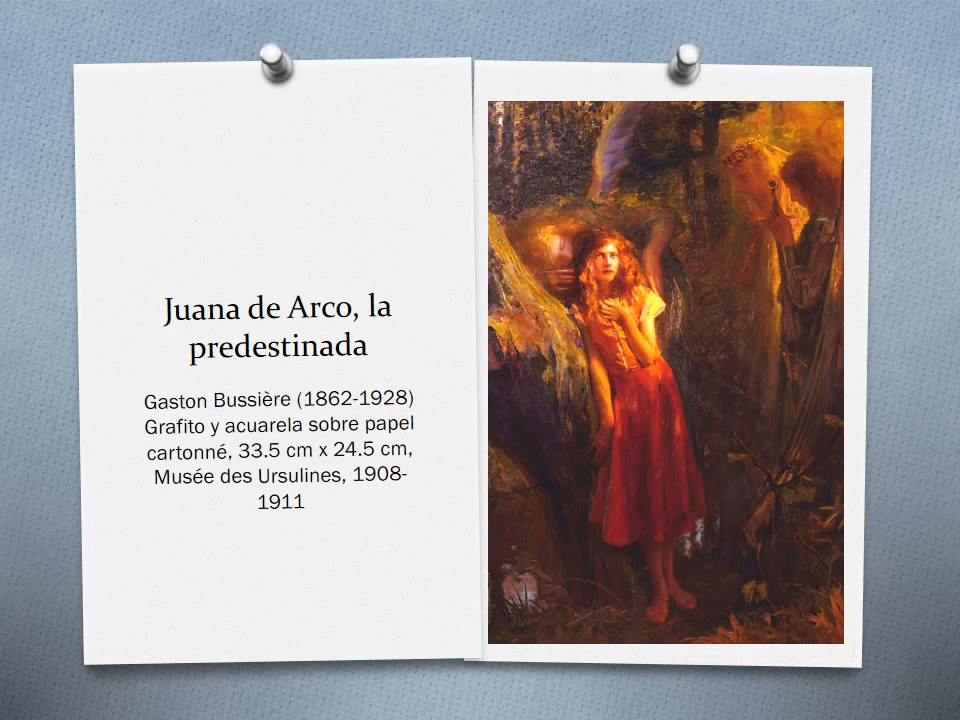 Juana de Arco, la
predestinada
Gaston Bussière (1862-1928)
Grafito y acuarela sobre papel
cartonné, 33.5 cm x 24.5 cm,
Musée des Ursulines, 1908-
1911